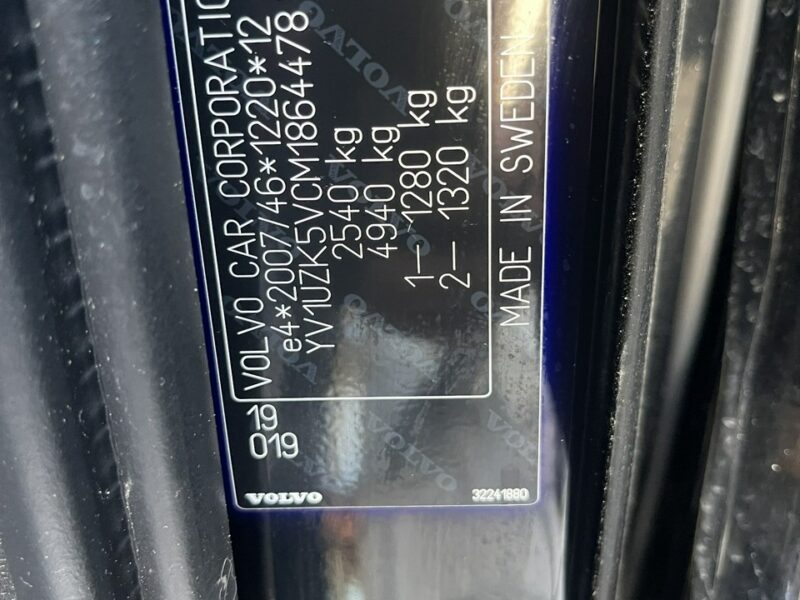 VOLVO CAR CORPORATIO
e4*2007/46*1220*12
YV1UZK5VCM1864478
2540 kg
4940 kg
1— 1280 kg
2— 1320 kg
MADE IN SWEDEN
019
19
VOLVO
32241880